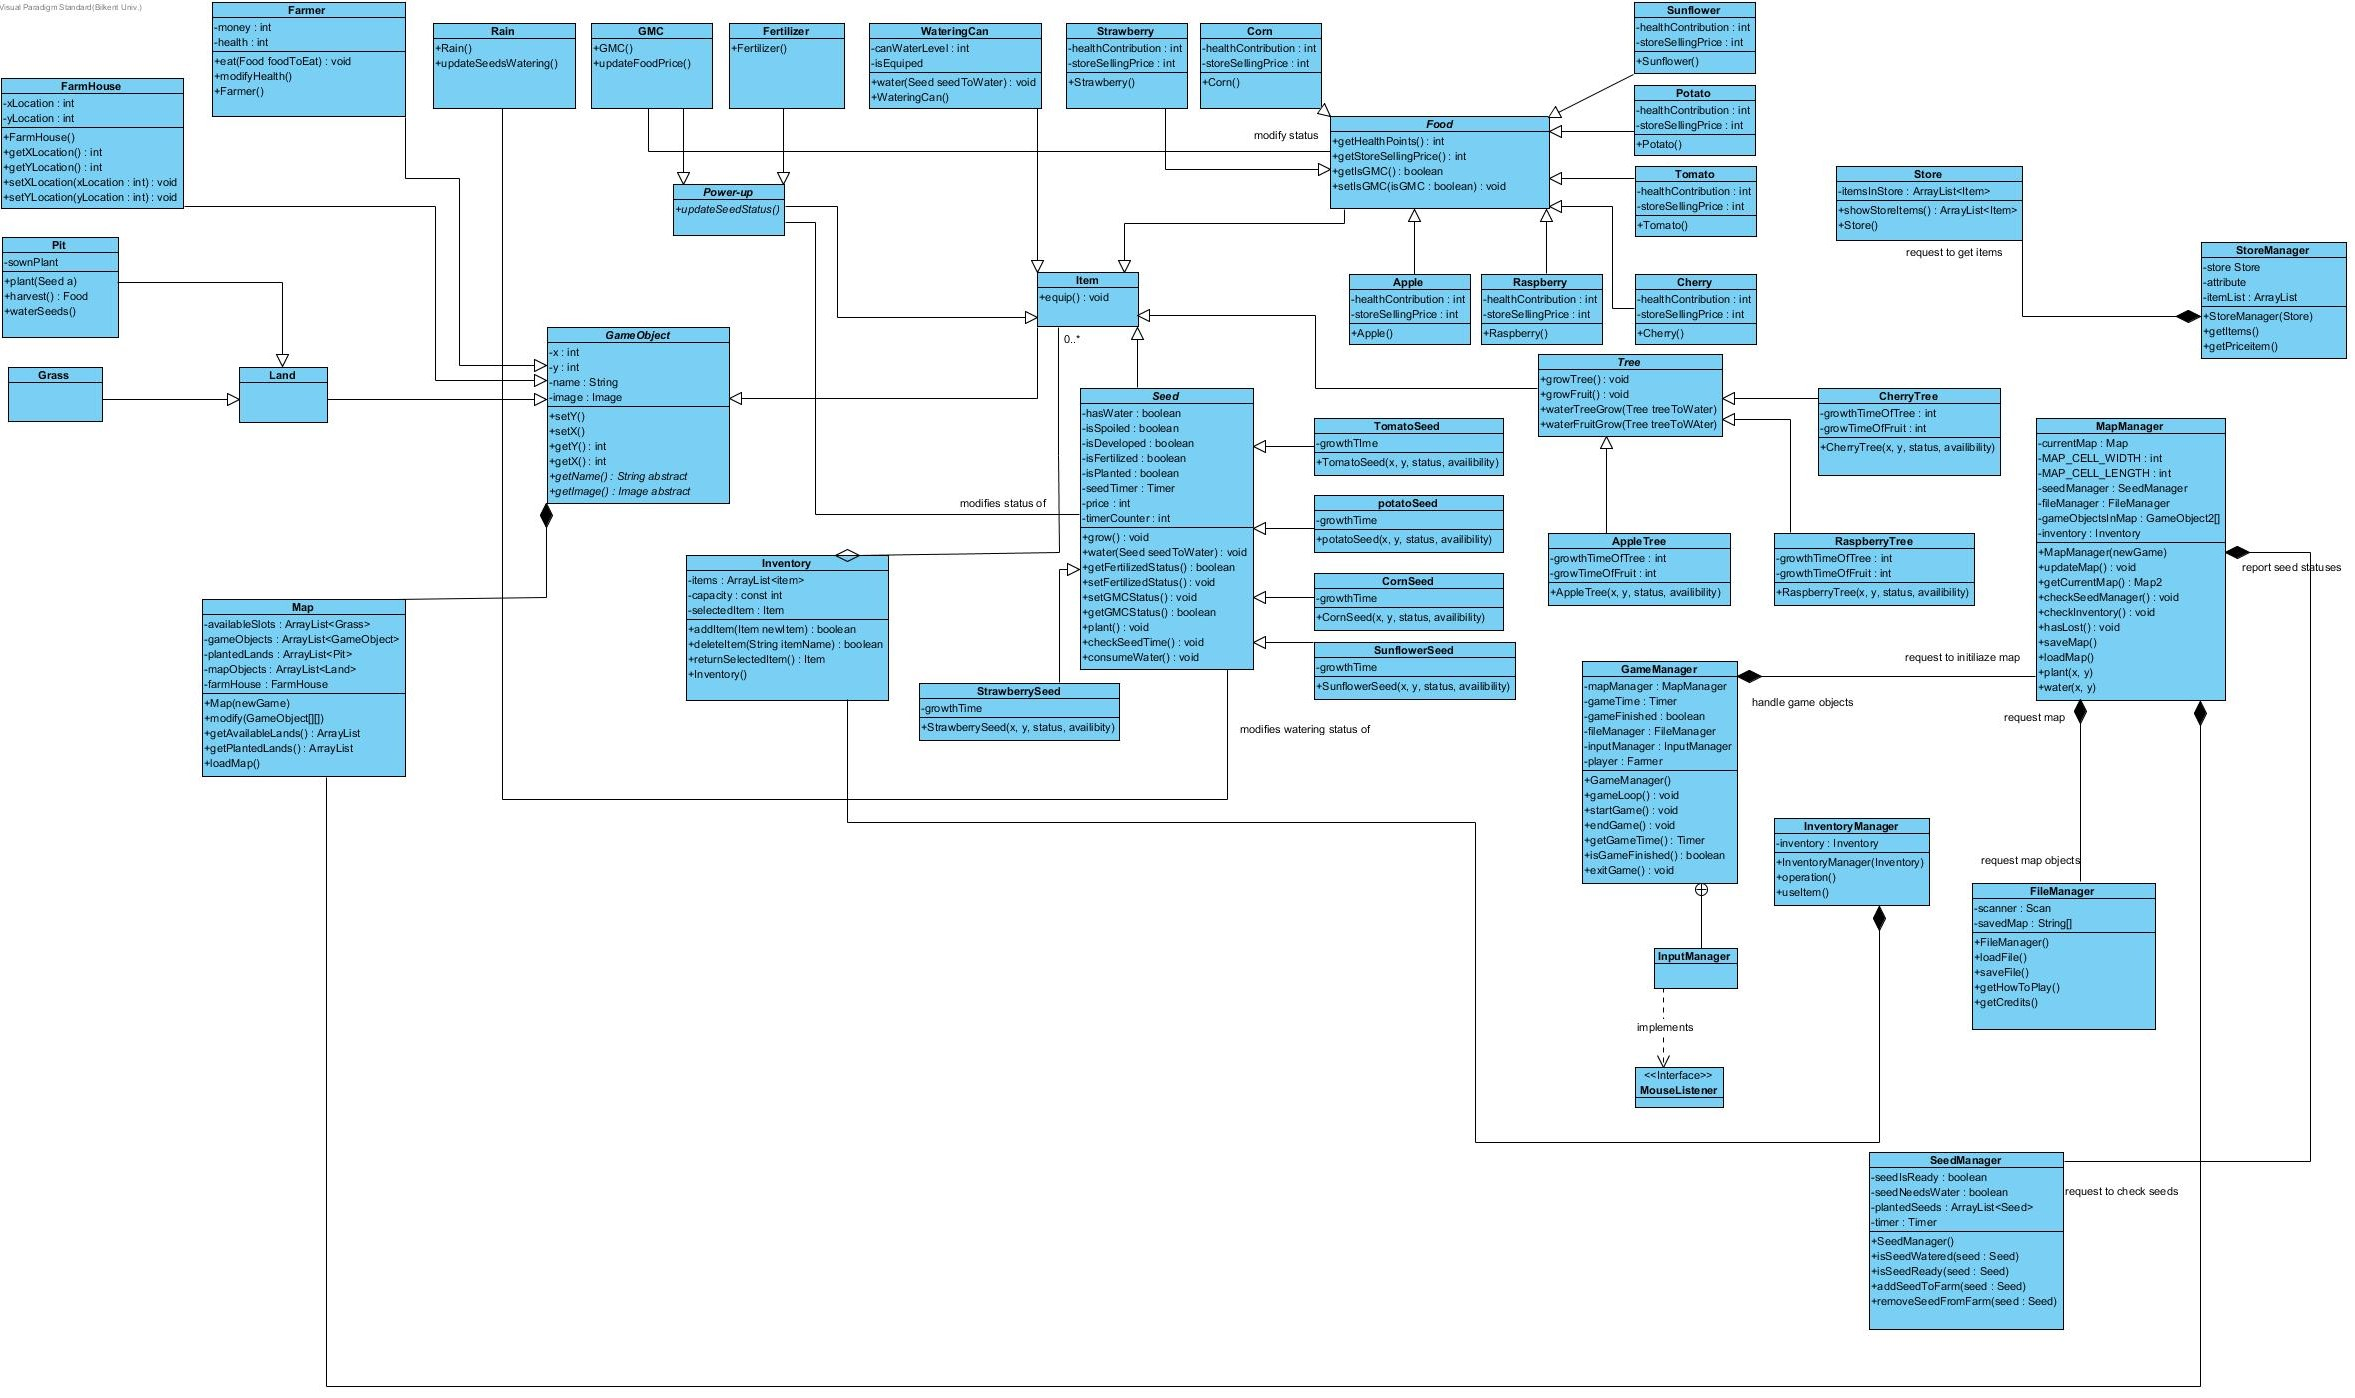 Visual Paradigm Standard(Bilkent Univ.)
Farmer
-money : int
-health : int
+eat(Food foodToEat) : void
+modifyHealth()
+Farmer()
Rain
+Rain()
+updateSeedsWatering()
GMC
+GMC()
+updateFoodPrice()
Fertilizer
+Fertilizer()
WateringCan
-canWaterLevel : int
-isEquiped
+water(Seed seedToWater) : void
+WateringCan()
Strawberry
-healthContribution : int
-storeSellingPrice : int
+Strawberry()
Corn
-healthContribution : int
-storeSellingPrice : int
+Corn()
Sunflower
-healthContribution : int
-storeSellingPrice : int
+Sunflower()
FarmHouse
-xLocation : int
-yLocation : int
+FarmHouse()
+getXLocation() : int
+getYLocation() : int
+setXLocation(xLocation : int) : void
+setYLocation(yLocation : int) : void
Potato
-healthContribution : int
-storeSellingPrice : int
+Potato()
modify status
Food
+getHealthPoints() : int
+getStoreSellingPrice() : int
+getIsGMC() : boolean
+setIsGMC(isGMC : boolean) : void
Tomato
-healthContribution : int
-storeSellingPrice : int
+Tomato()
Store
-itemsInStore : ArrayList<Item>
+showStoreItems() : ArrayList<Item>
+Store()
request to get items
Power-up
+updateSeedStatus()
Pit
-sownPlant
+plant(Seed a)
+harvest() : Food
+waterSeeds()
StoreManager
-store Store
-attribute
-itemList : ArrayList
+StoreManager(Store)
+getItems()
+getPriceitem()
Item
+equip() : void
0..*
Apple
-healthContribution : int
-storeSellingPrice : int
+Apple()
Raspberry
-healthContribution : int
-storeSellingPrice : int
+Raspberry()
Cherry
-healthContribution : int
-storeSellingPrice : int
+Cherry()
GameObject
-x : int
-y : int
-name : String
-image : Image
+setY()
+setX()
+getY() : int
+getX() : int
+getName() : String abstract
+getImage() : Image abstract
Grass
Land
Tree
+growTree() : void
+growFruit() : void
+waterTreeGrow(Tree treeToWater)
+waterFruitGrow(Tree treeToWAter)
CherryTree
-growthTimeOfTree : int
-growTimeOfFruit : int
+CherryTree(x, y, status, availibility)
Seed
-hasWater : boolean
-isSpoiled : boolean
-isDeveloped : boolean
-isFertilized : boolean
-isPlanted : boolean
-seedTimer : Timer
-price : int
-timerCounter : int
+grow() : void
+water(Seed seedToWater) : void
+getFertilizedStatus() : boolean
+setFertilizedStatus() : void
+setGMCStatus() : void
+getGMCStatus() : boolean
+plant() : void
+checkSeedTime() : void
+consumeWater() : void
modifies status of
TomatoSeed
-growthTIme
+TomatoSeed(x, y, status, availibility)
potatoSeed
-growthTime
+potatoSeed(x, y, status, availibility)
CornSeed
-growthTime
+CornSeed(x, y, status, availibility)
SunflowerSeed
-growthTime
+SunflowerSeed(x, y, status, availibility)
AppleTree
-growthTimeOfTree : int
-growTimeOfFruit : int
+AppleTree(x, y, status, availibility)
RaspberryTree
-growthTimeOfTree : int
-growthTimeOfFruit : int
+RaspberryTree(x, y, status, availibility)
MapManager
-currentMap : Map
-MAP_CELL_WIDTH : int
-MAP_CELL_LENGTH : int
-seedManager : SeedManager
-fileManager : FileManager
-gameObjectsInMap : GameObject2[]
-inventory : Inventory
+MapManager(newGame)
+updateMap() : void
+getCurrentMap() : Map2
+checkSeedManager() : void
+checkInventory() : void
+hasLost() : void
+saveMap()
+loadMap()
+plant(x, y)
+water(x, y)
report seed statuses
Inventory
-items : ArrayList<item>
-capacity : const int
-selectedItem : Item
+addItem(Item newItem) : boolean
+deleteItem(String itemName) : boolean
+returnSelectedItem() : Item
+Inventory()
Map
-availableSlots : ArrayList<Grass>
-gameObjects : ArrayList<GameObject>
-plantedLands : ArrayList<Pit>
-mapObjects : ArrayList<Land>
-farmHouse : FarmHouse
+Map(newGame)
+modify(GameObject[][])
+getAvailableLands() : ArrayList
+getPlantedLands() : ArrayList
+loadMap()
StrawberrySeed
-growthTime
+StrawberrySeed(x, y, status, availibity)
modifies watering status of
GameManager
-mapManager : MapManager
-gameTime : Timer
-gameFinished : boolean
-fileManager : FileManager
-inputManager : InputManager
-player : Farmer
+GameManager()
+gameLoop() : void
+startGame() : void
+endGame() : void
+getGameTime() : Timer
+isGameFinished() : boolean
+exitGame() : void
request to initiliaze map
handle game objects
request map
InventoryManager
-inventory : Inventory
+InventoryManager(Inventory)
+operation()
+useItem()
request map objects
FileManager
-scanner : Scan
-savedMap : String[]
+FileManager()
+loadFile()
+saveFile()
+getHowToPlay()
+getCredits()
InputManager
implements
<<Interface>>
MouseListener
SeedManager
-seedIsReady : boolean
-seedNeedsWater : boolean
-plantedSeeds : ArrayList<Seed>
-timer : Timer
+SeedManager()
+isSeedWatered(seed : Seed)
+isSeedReady(seed : Seed)
+addSeedToFarm(seed : Seed)
+removeSeedFromFarm(seed : Seed)
request to check seeds